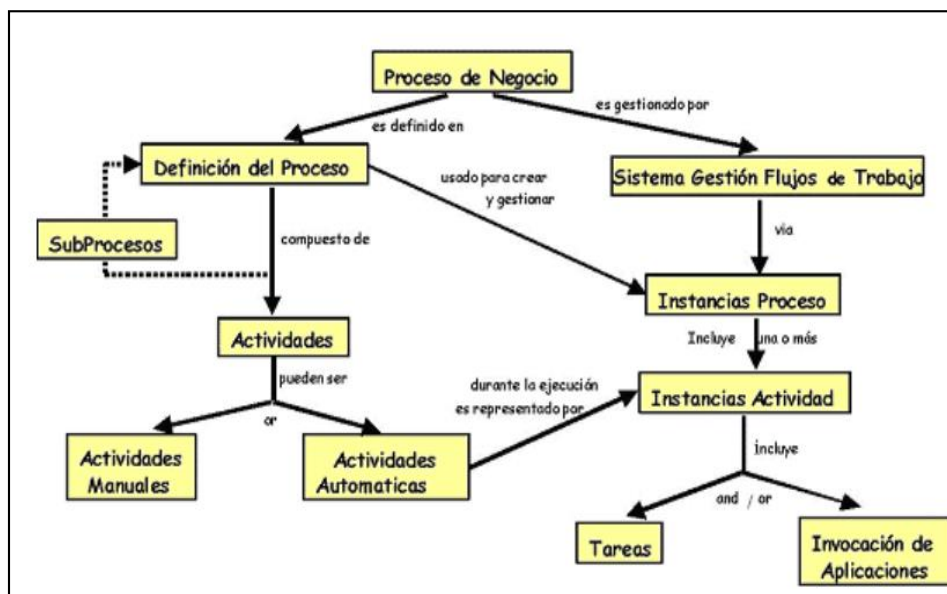 Proceso de Negocio
es definido en
es gestionado por
Definición del Proceso
usado para crear
y gestionar
Sistema Gestión Flujos de Trabajo
SubProcesos
compuesto de
via
Instancias Proceso
Actividades
Incluye una o más
pueden ser
durante la ejecución
es representado por
Instancias Actividad
or
Actividades
Manuales
Actividades
Automaticas
incluye
and / or
Tareas
Invocación de
Aplicaciones